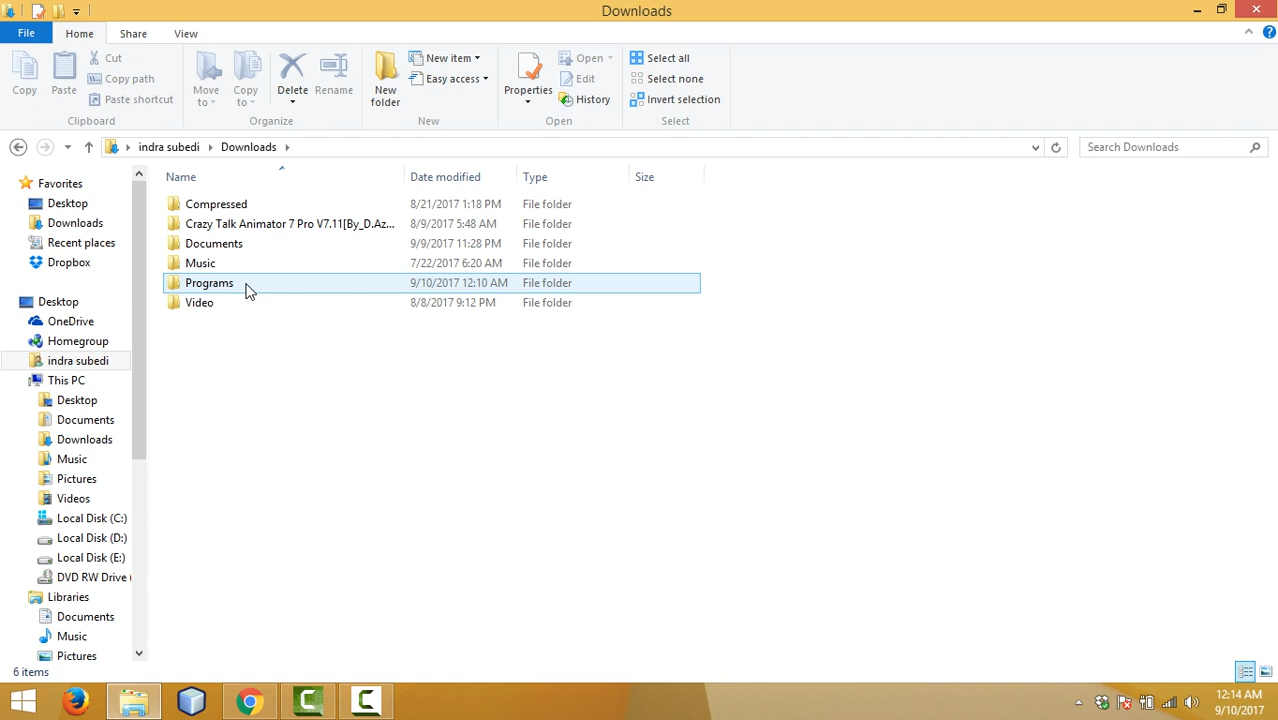 Downloads
File Home Share View
Copy
Paste
Cut
Copy path
Paste shortcut
Clipboard
Move to
Copy to
Delete
Rename
Organize
New folder
New item
Easy access
New
Properties
Open
Edit
History
Open
Select all
Select none
Invert selection
Select
indra subedi Downloads
Search Downloads
Favorites
Desktop
Downloads
Recent places
Dropbox
Desktop
OneDrive
Homegroup
indra subedi
This PC
Desktop
Documents
Downloads
Music
Pictures
Videos
Local Disk (C:)
Local Disk (D:)
Local Disk (E:)
DVD RW Drive (
Libraries
Documents
Music
Pictures
Name Date modified Type Size
Compressed 8/21/2017 1:18 PM File folder
Crazy Talk Animator 7 Pro V7.11[By_D.Az... 8/9/2017 5:48 AM File folder
Documents 9/9/2017 11:28 PM File folder
Music 7/22/2017 6:20 AM File folder
Programs 9/10/2017 12:10 AM File folder
Video 8/8/2017 9:12 PM File folder
6 items
12:14 AM
9/10/2017